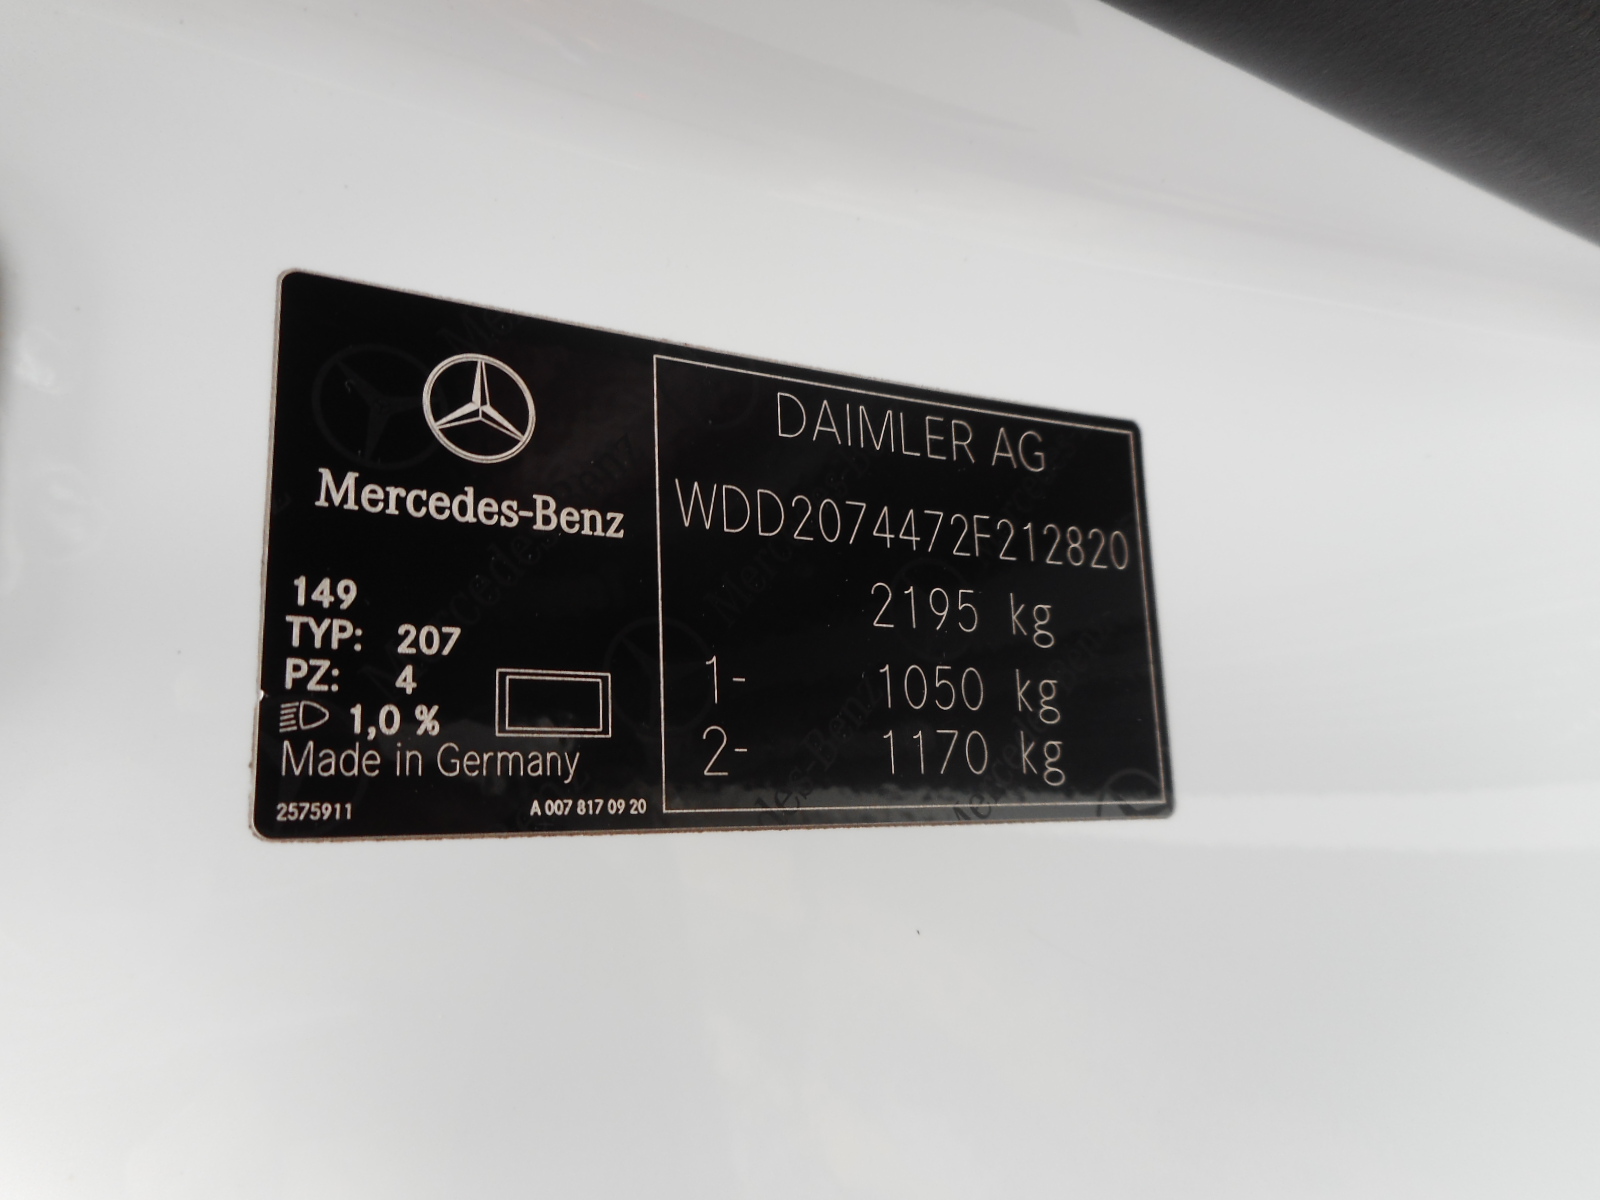 Mercedes-Benz
149
TYP: 207
PZ: 4
1,0 %
Made in Germany
2575911 A 007 817 09 20
DAIMLER AG
WDD2074472F212820
2195 kg
1- 1050 kg
2- 1170 kg